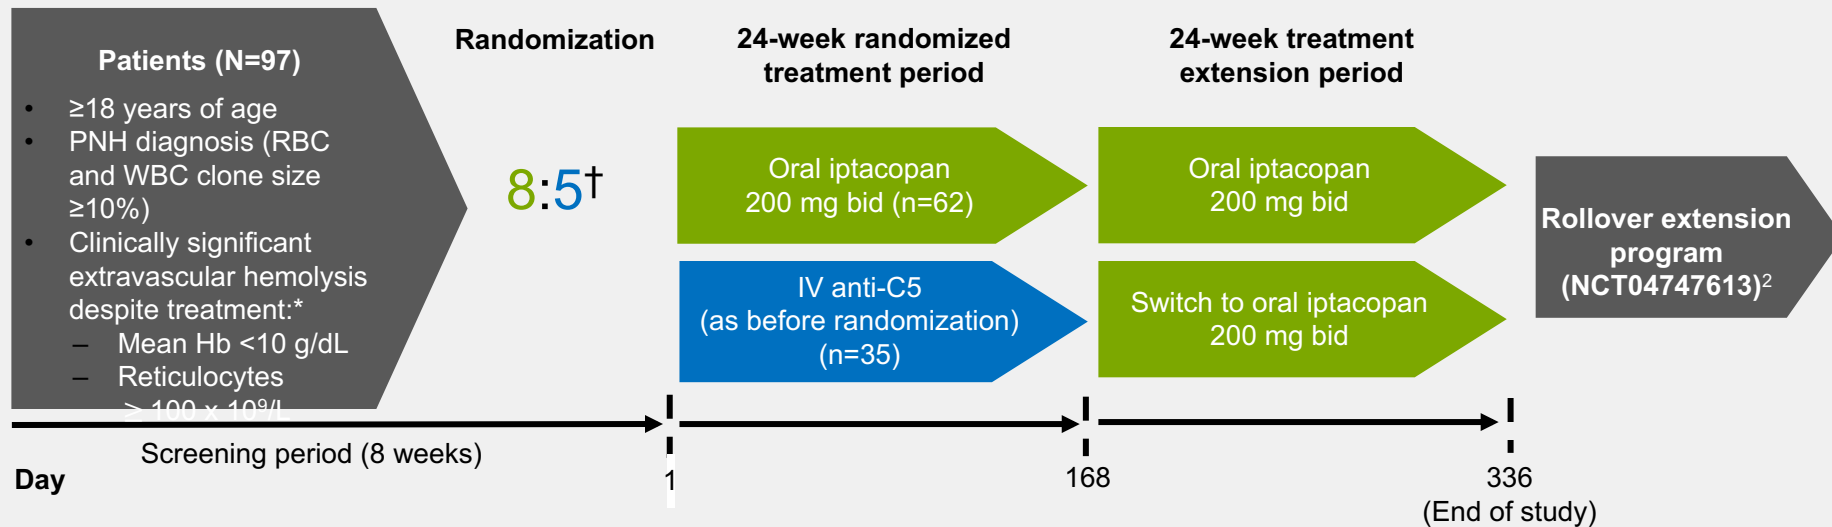 Patients (N=97)
• ≥18 years of age
• PNH diagnosis (RBC
and WBC clone size
≥10%)
• Clinically significant
extravascular hemolysis
despite treatment:*
– Mean Hb <10 g/dL
– Reticulocytes
≥ 100 x 10⁹/L
Randomization
8:5†
24-week randomized
treatment period
Oral iptacopan
200 mg bid (n=62)
IV anti-C5
(as before randomization)
(n=35)
24-week treatment
extension period
Oral iptacopan
200 mg bid
Switch to oral iptacopan
200 mg bid
Rollover extension
program
(NCT04747613)²
Screening period (8 weeks)
Day
1
168
336
(End of study)